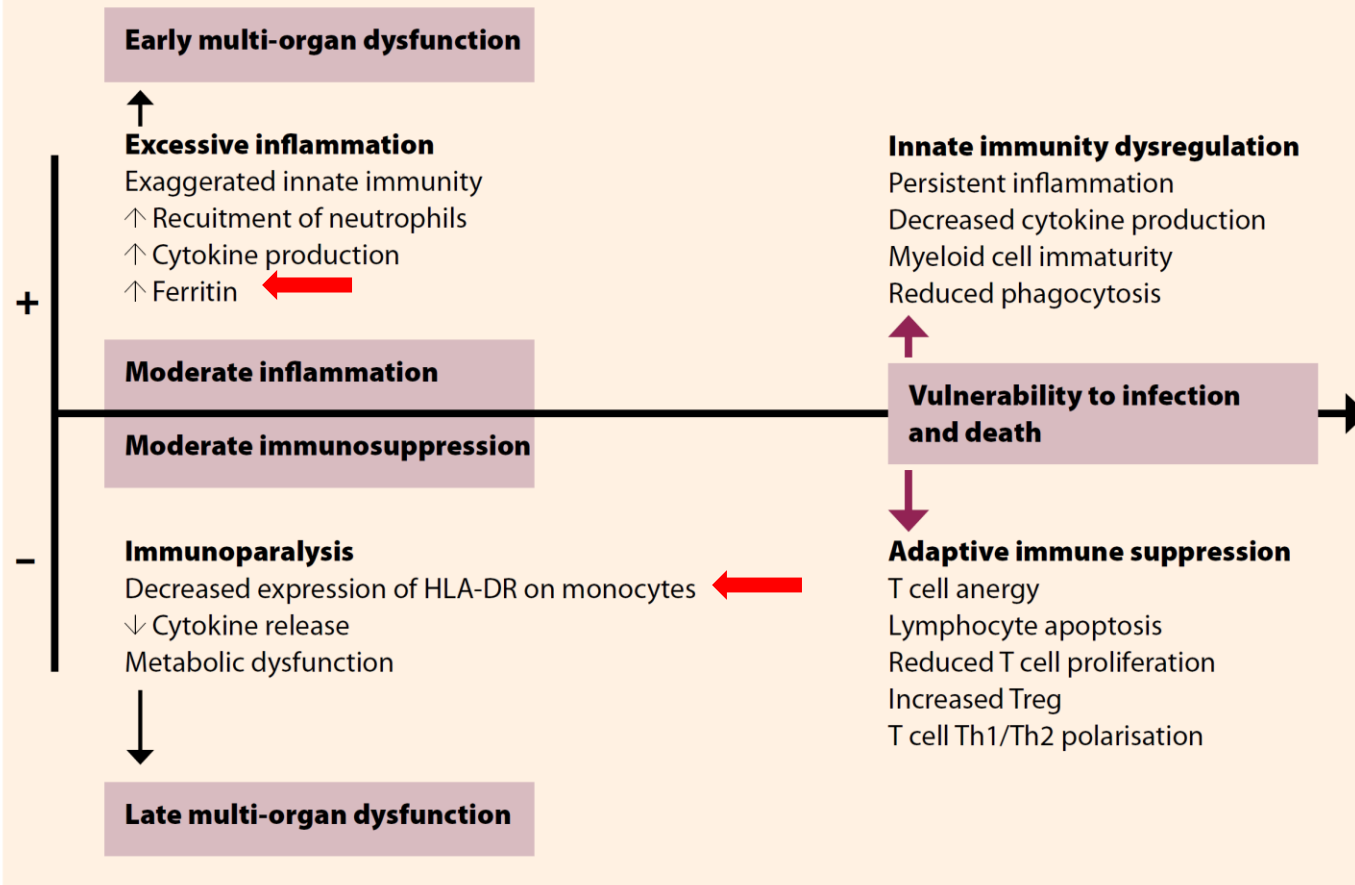 Early multi-organ dysfunction
Excessive inflammation
Exaggerated innate immunity
↑ Recuitment of neutrophils
↑ Cytokine production
↑ Ferritin
+
Moderate inflammation
Moderate immunosuppression
−
Immunoparalysis
Decreased expression of HLA-DR on monocytes
↓ Cytokine release
Metabolic dysfunction
Late multi-organ dysfunction
Innate immunity dysregulation
Persistent inflammation
Decreased cytokine production
Myeloid cell immaturity
Reduced phagocytosis
Vulnerability to infection
and death
Adaptive immune suppression
T cell anergy
Lymphocyte apoptosis
Reduced T cell proliferation
Increased Treg
T cell Th1/Th2 polarisation